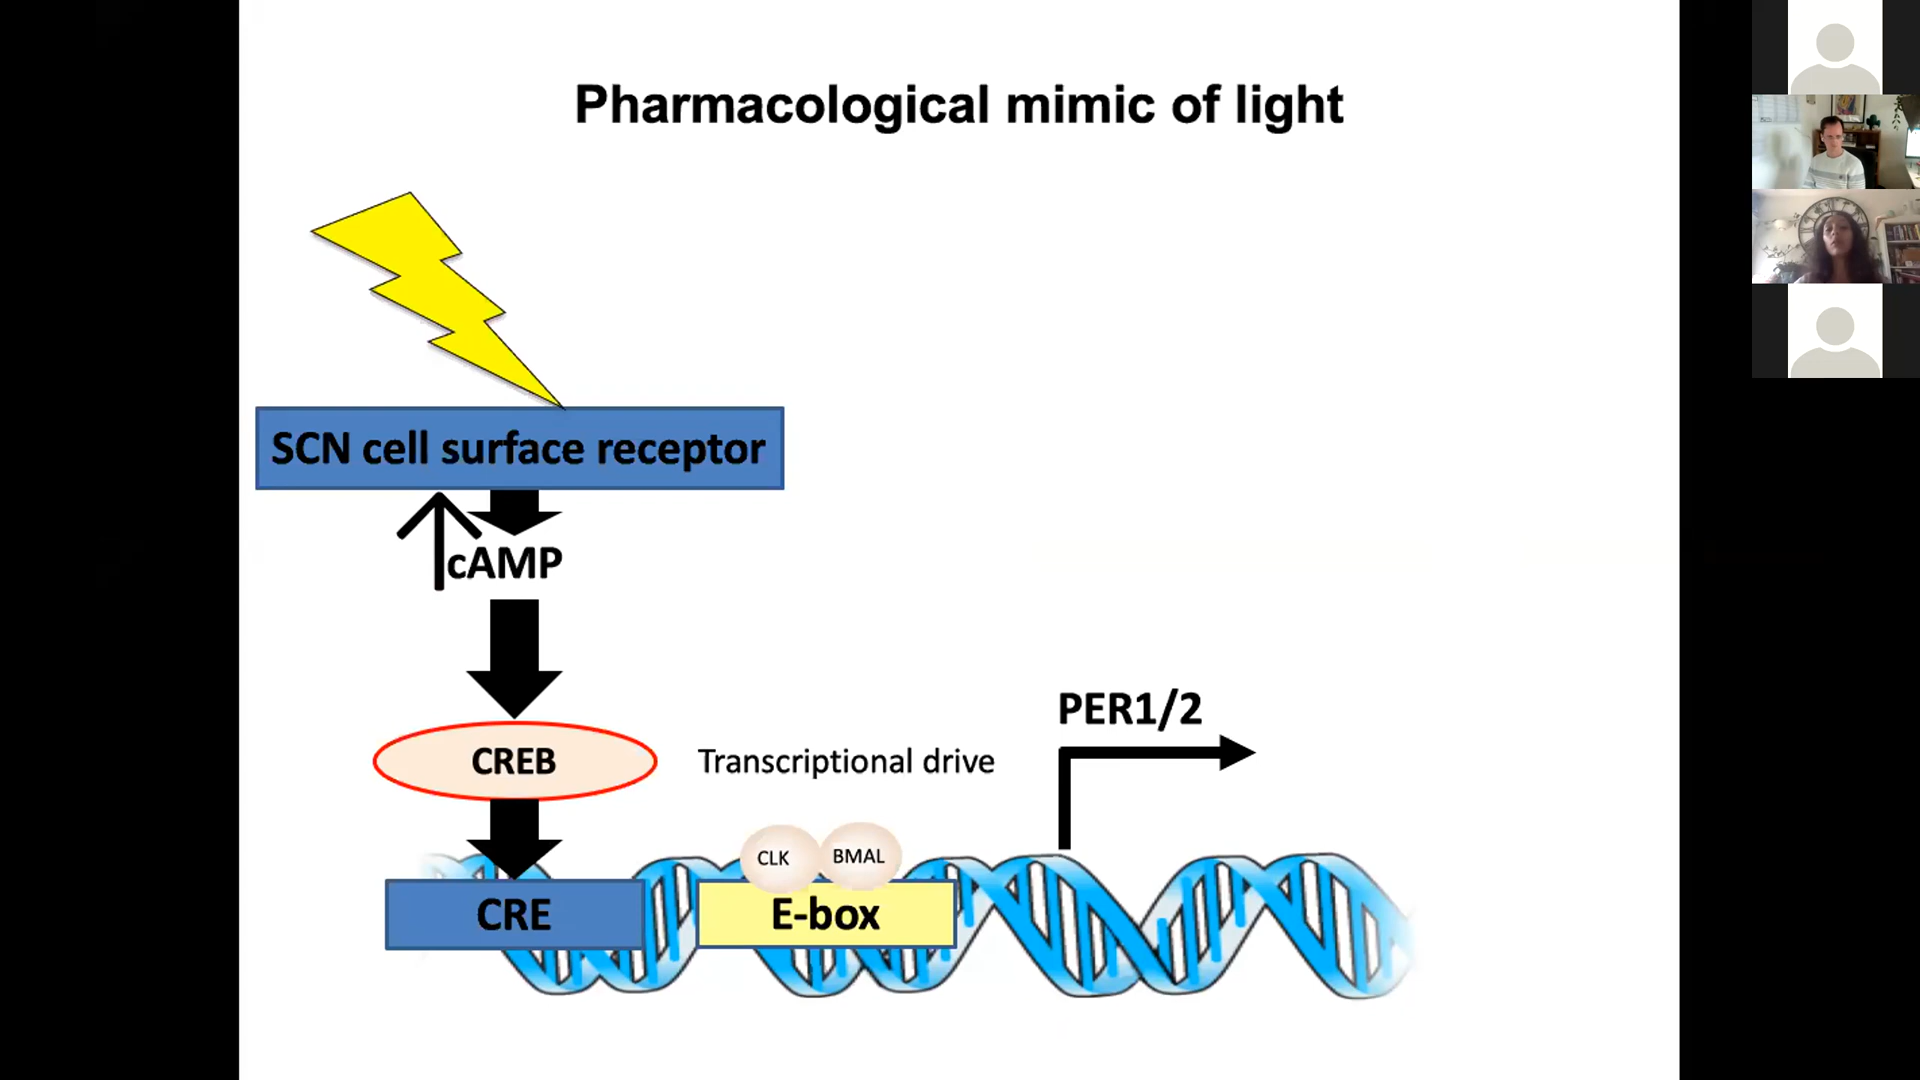 Pharmacological mimic of light
SCN cell surface receptor
cAMP
PER1/2
CREB
Transcriptional drive
CLK
BMAL
CRE
E-box